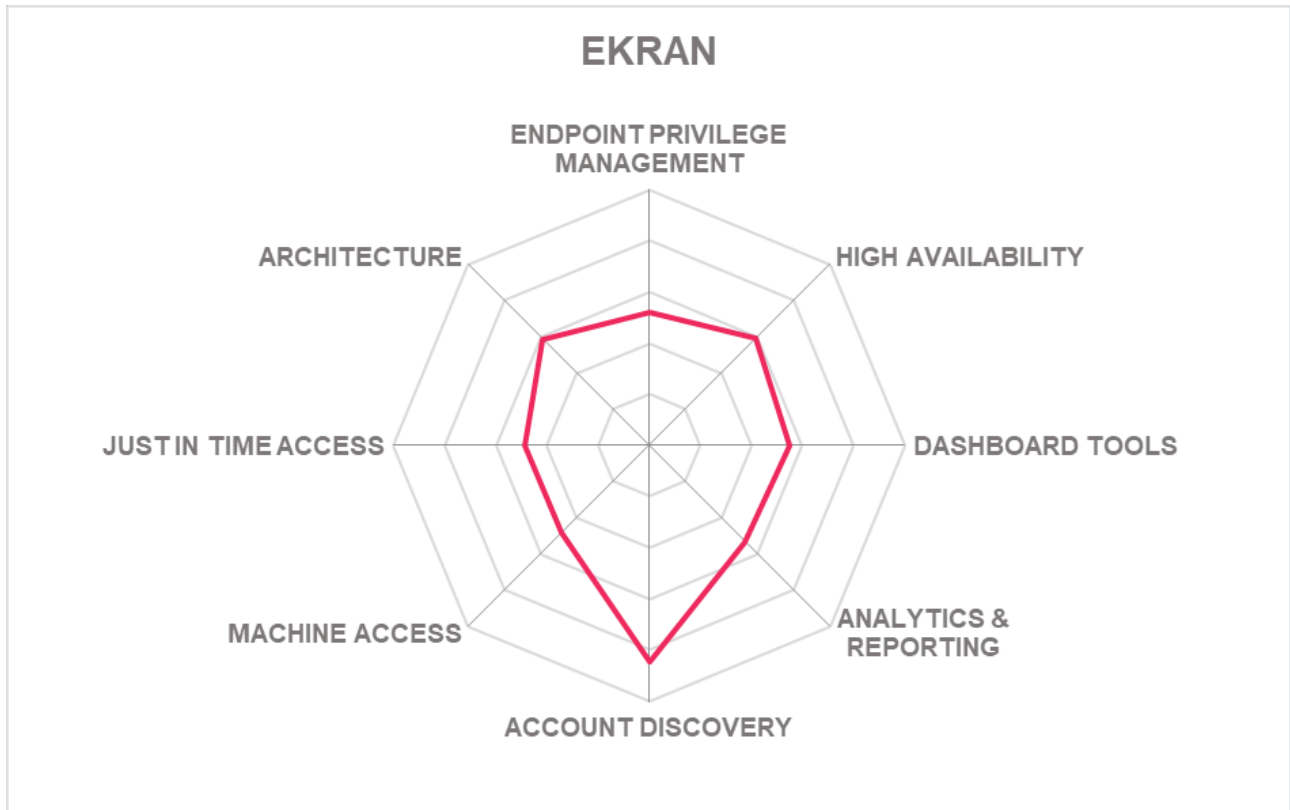 EKRAN
ENDPOINT PRIVILEGE
MANAGEMENT
ARCHITECTURE
HIGH AVAILABILITY
JUST IN TIME ACCESS
DASHBOARD TOOLS
MACHINE ACCESS
ANALYTICS &
REPORTING
ACCOUNT DISCOVERY